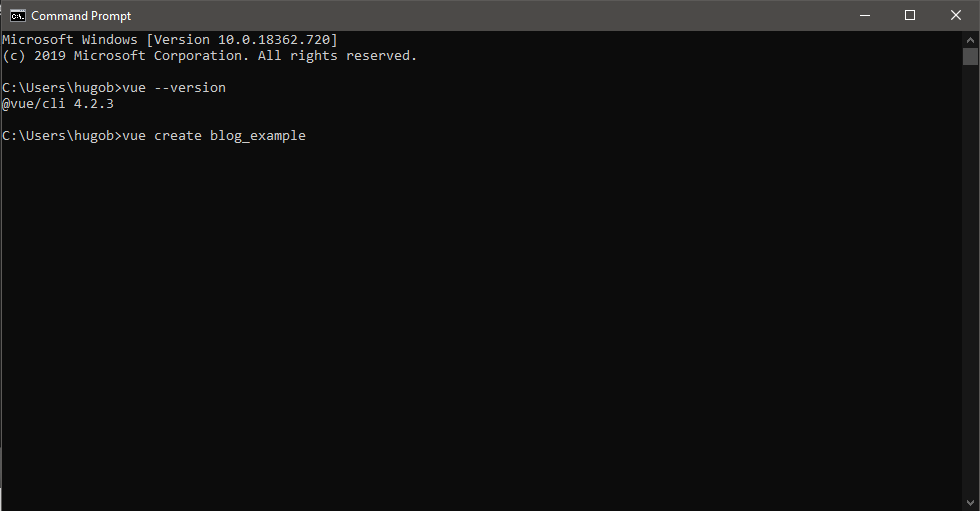 Command Prompt
Microsoft Windows [Version 10.0.18362.720]
(c) 2019 Microsoft Corporation. All rights reserved.
C:\Users\hugob>vue --version
@vue/cli 4.2.3
C:\Users\hugob>vue create blog_example